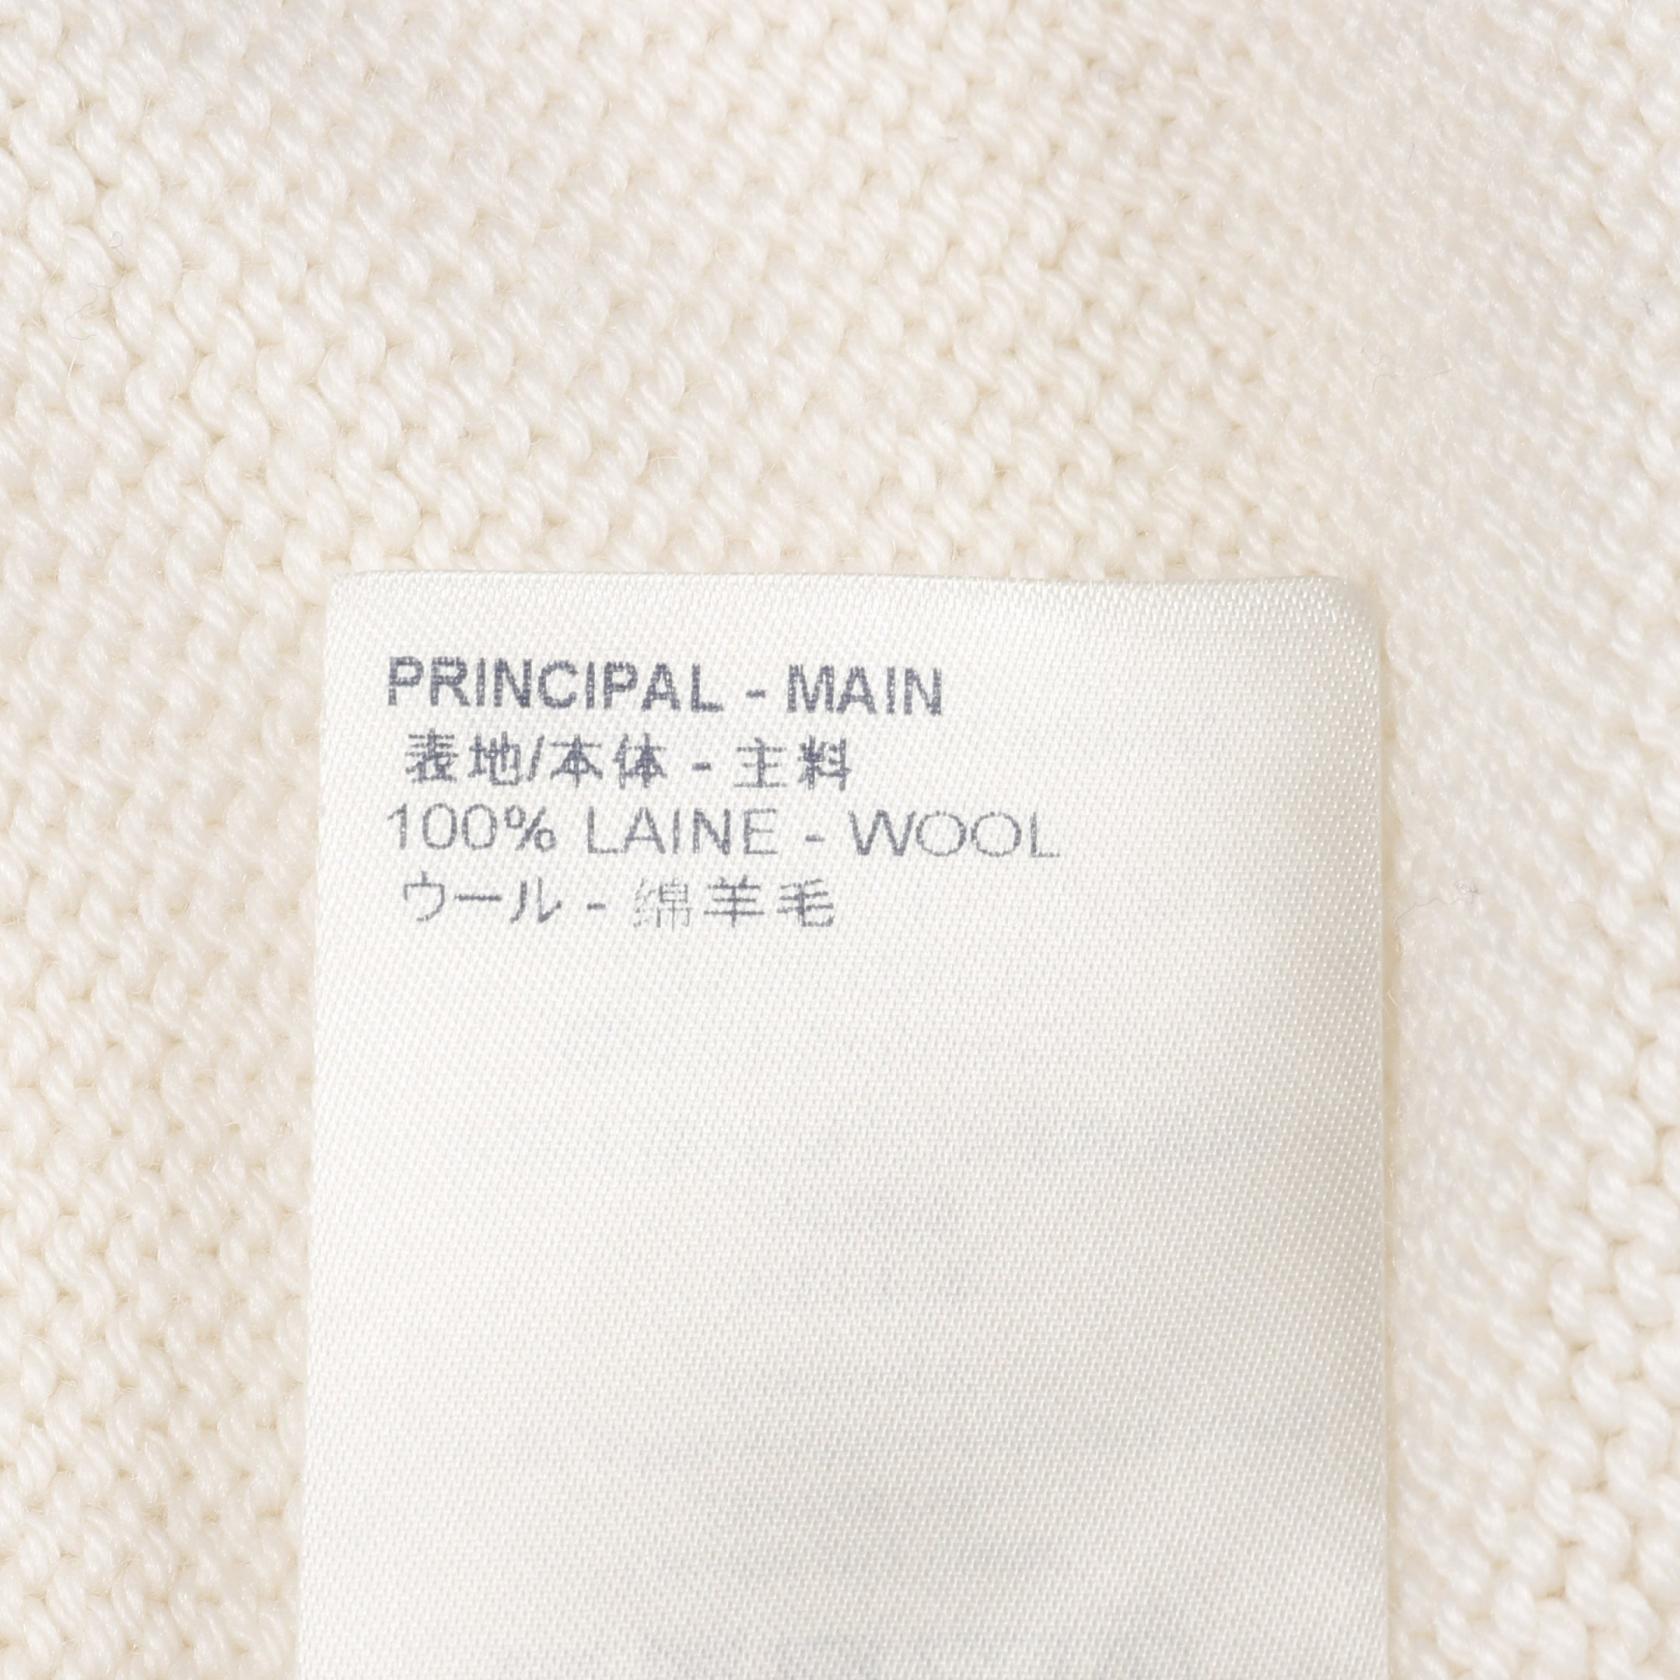 PRINCIPAL - MAIN
表地/本体 - 主料
100% LAINE - WOOL
ウール - 绵羊毛